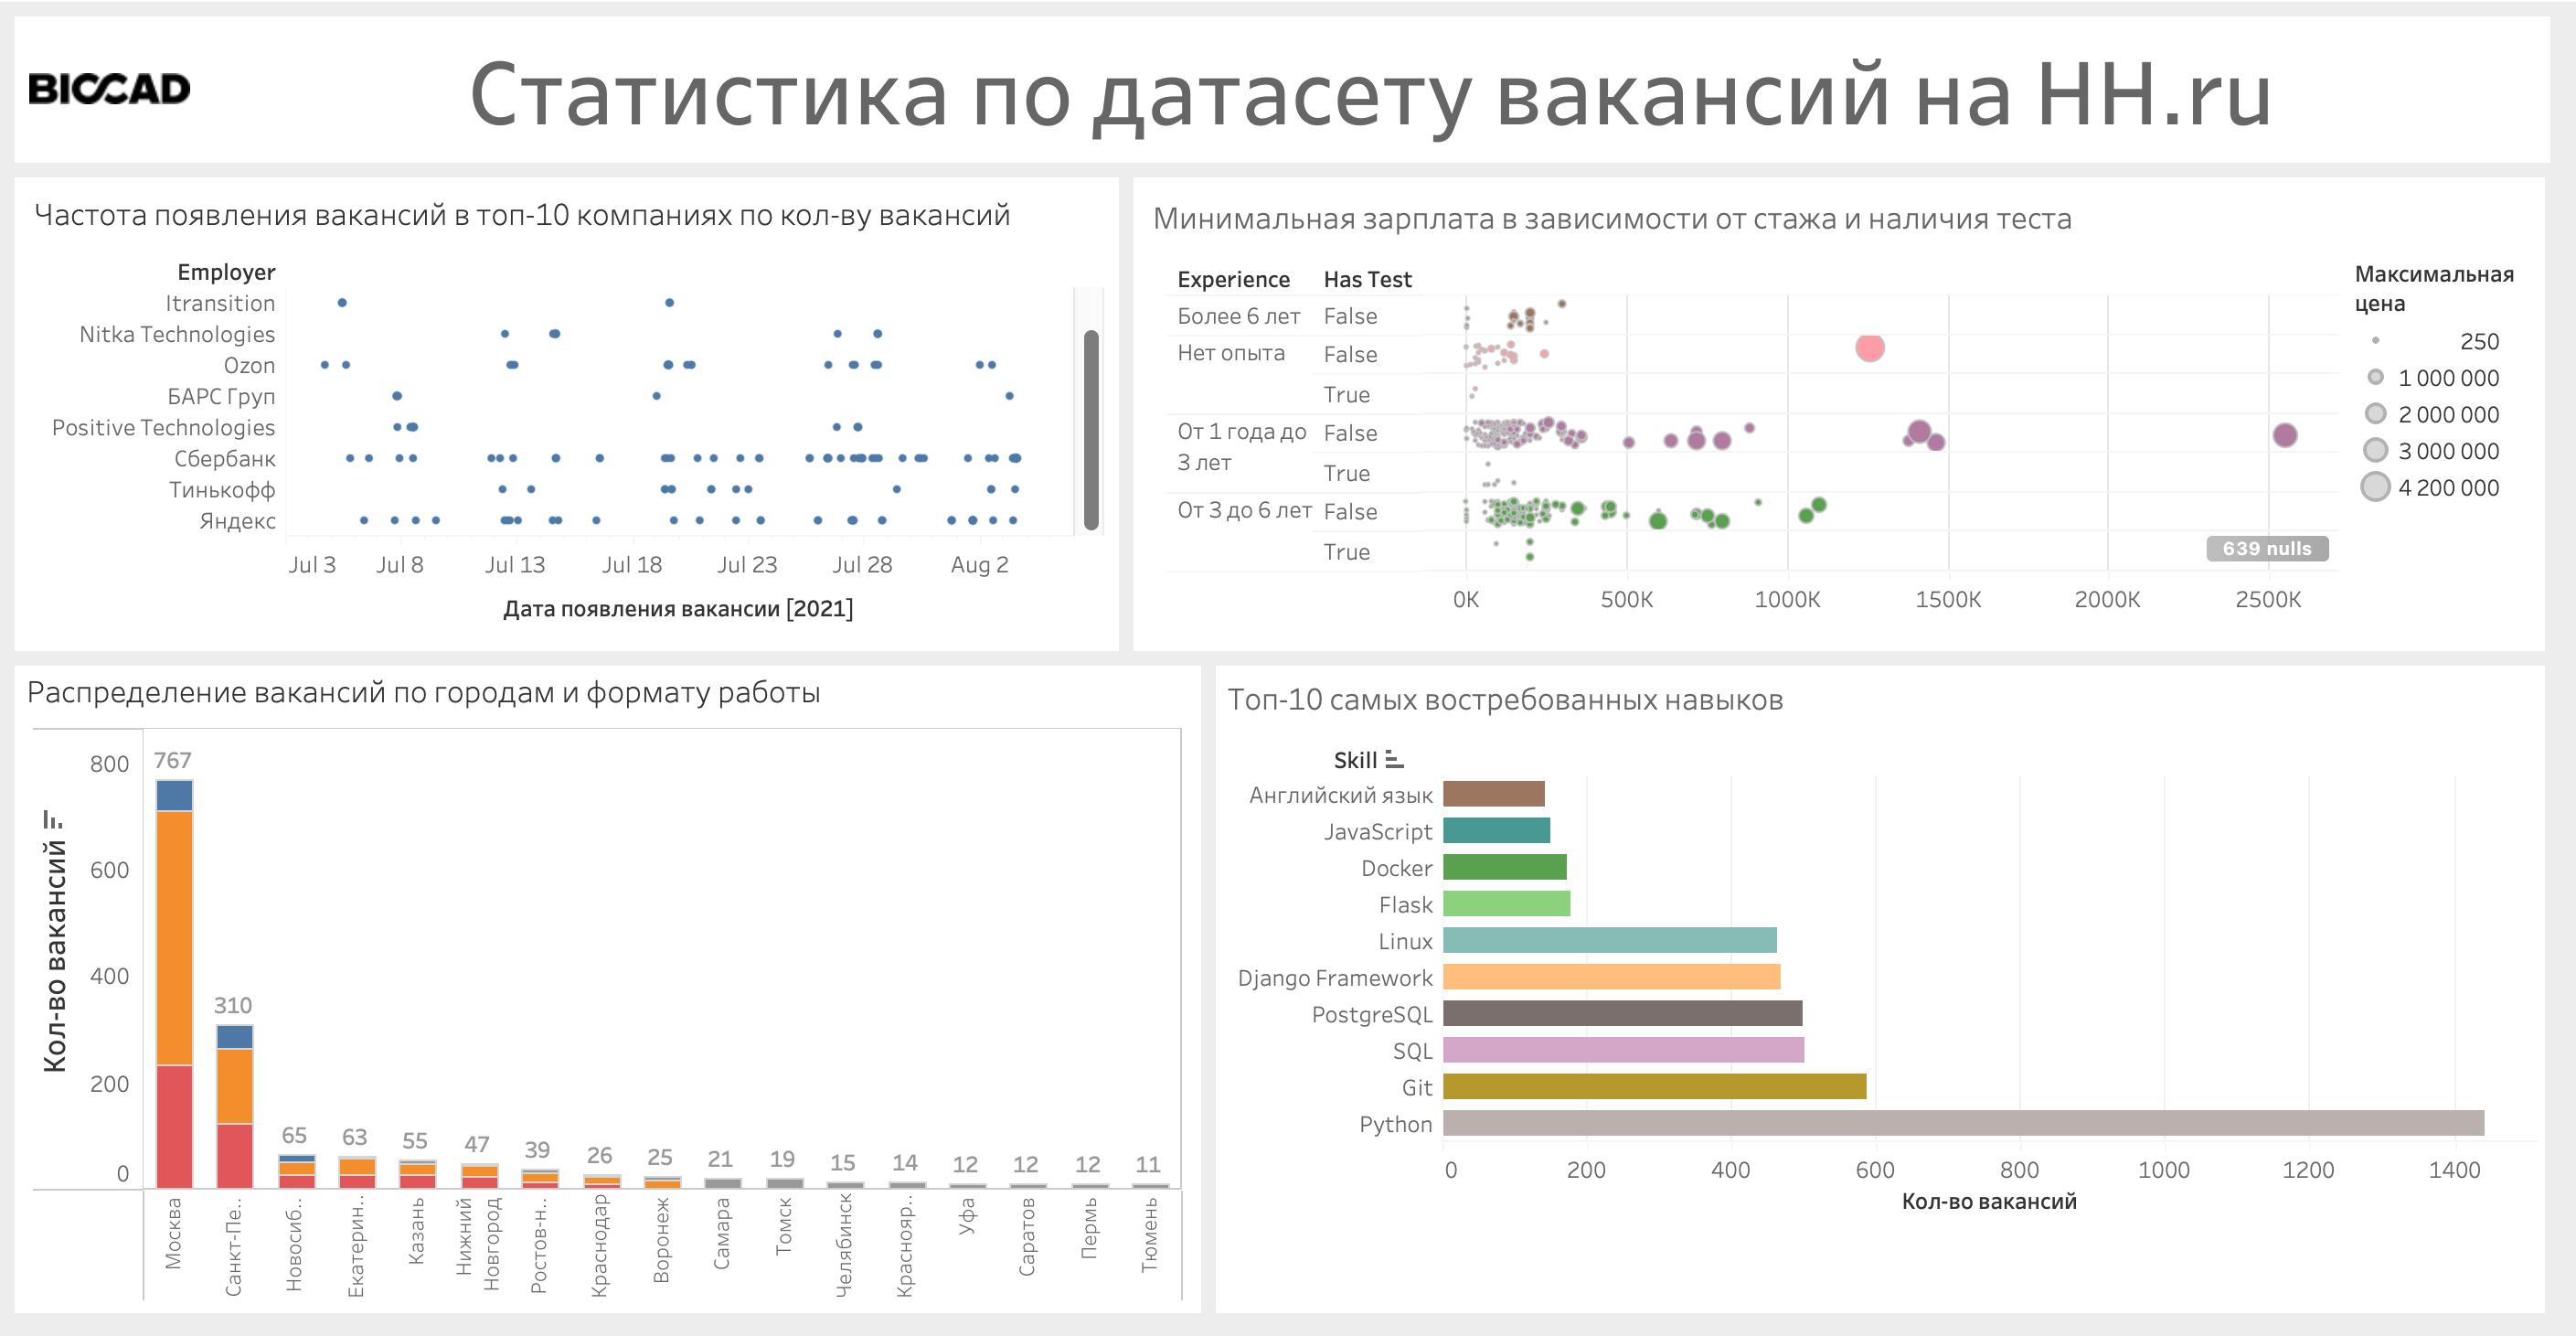 BIOCAD
Статистика по датасету вакансий на HH.ru
Частота появления вакансий в топ-10 компаниях по кол-ву вакансий
Employer
Itransition
Nitka Technologies
Ozon
БАРС Груп
Positive Technologies
Сбербанк
Тинькофф
Яндекс
Jul 3 Jul 8 Jul 13 Jul 18 Jul 23 Jul 28 Aug 2
Дата появления вакансии [2021]
Минимальная зарплата в зависимости от стажа и наличия теста
Experience Has Test
Более 6 лет False
Нет опыта False
True
От 1 года до False
3 лет
True
От 3 до 6 лет False
True
639 nulls
0K 500K 1000K 1500K 2000K 2500K
Максимальная
цена
250
1 000 000
2 000 000
3 000 000
4 200 000
Распределение вакансий по городам и формату работы
Кол-во вакансий
800
600
400
200
0
767 310 65 63 55 47 39 26 25 21 19 15 14 12 12 12 11
Москва
Санкт-Пе..
Новосиб..
Екатерин..
Казань
Нижний
Новгород
Ростов-н..
Краснодар
Воронеж
Самара
Томск
Челябинск
Краснояр..
Уфа
Саратов
Пермь
Тюмень
Топ-10 самых востребованных навыков
Skill
Английский язык
JavaScript
Docker
Flask
Linux
Django Framework
PostgreSQL
SQL
Git
Python
0 200 400 600 800 1000 1200 1400
Кол-во вакансий